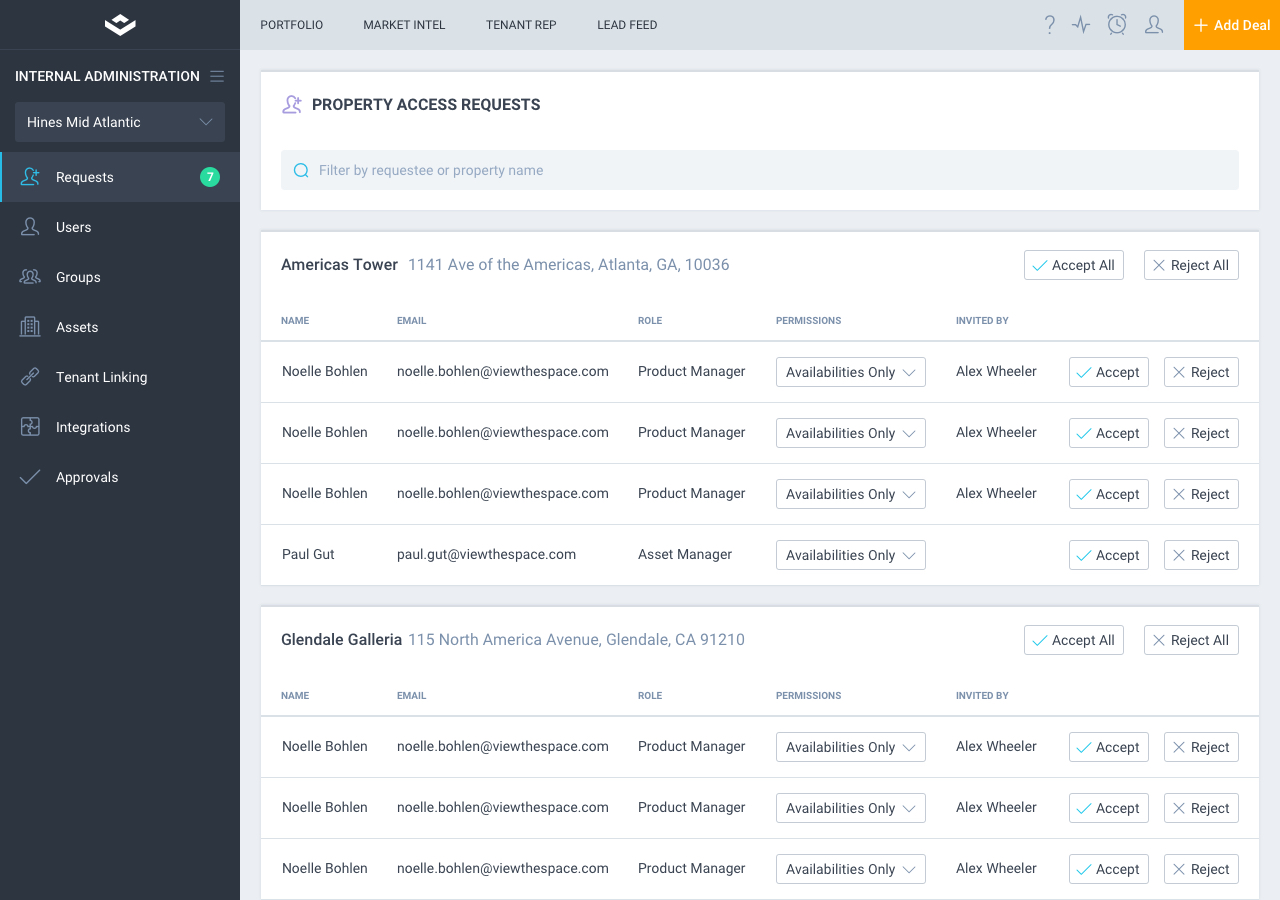 PORTFOLIO MARKET INTEL TENANT REP LEAD FEED ? + Add Deal
INTERNAL ADMINISTRATION
Hines Mid Atlantic
Requests 7
Users
Groups
Assets
Tenant Linking
Integrations
Approvals
PROPERTY ACCESS REQUESTS
Filter by requestee or property name
Americas Tower 1141 Ave of the Americas, Atlanta, GA, 10036 Accept All Reject All
NAME EMAIL ROLE PERMISSIONS INVITED BY
Noelle Bohlen noelle.bohlen@viewthespace.com Product Manager Availabilities Only Alex Wheeler Accept Reject
Noelle Bohlen noelle.bohlen@viewthespace.com Product Manager Availabilities Only Alex Wheeler Accept Reject
Noelle Bohlen noelle.bohlen@viewthespace.com Product Manager Availabilities Only Alex Wheeler Accept Reject
Paul Gut paul.gut@viewthespace.com Asset Manager Availabilities Only Accept Reject
Glendale Galleria 115 North America Avenue, Glendale, CA 91210 Accept All Reject All
NAME EMAIL ROLE PERMISSIONS INVITED BY
Noelle Bohlen noelle.bohlen@viewthespace.com Product Manager Availabilities Only Alex Wheeler Accept Reject
Noelle Bohlen noelle.bohlen@viewthespace.com Product Manager Availabilities Only Alex Wheeler Accept Reject
Noelle Bohlen noelle.bohlen@viewthespace.com Product Manager Availabilities Only Alex Wheeler Accept Reject